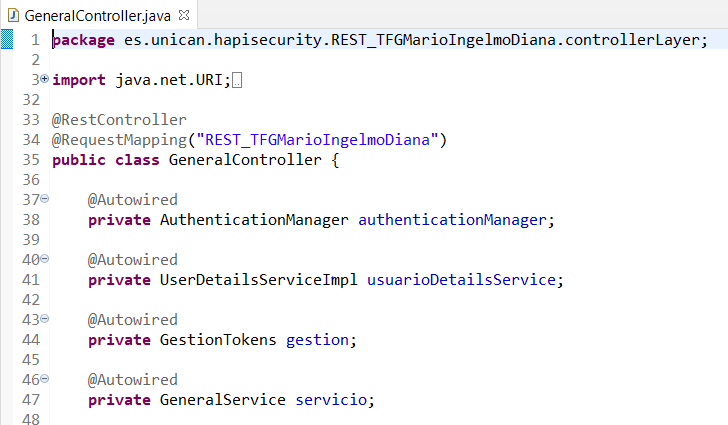 GeneralController.java
1 package es.unican.hapisecurity.REST_TFGMarioIngelmoDiana.controllerLayer;
2
3 import java.net.URI;
32
33 @RestController
34 @RequestMapping("REST_TFGMarioIngelmoDiana")
35 public class GeneralController {
36
37 @Autowired
38 private AuthenticationManager authenticationManager;
39
40 @Autowired
41 private UserDetailsServiceImpl usuarioDetailsService;
42
43 @Autowired
44 private GestionTokens gestion;
45
46 @Autowired
47 private GeneralService servicio;
48